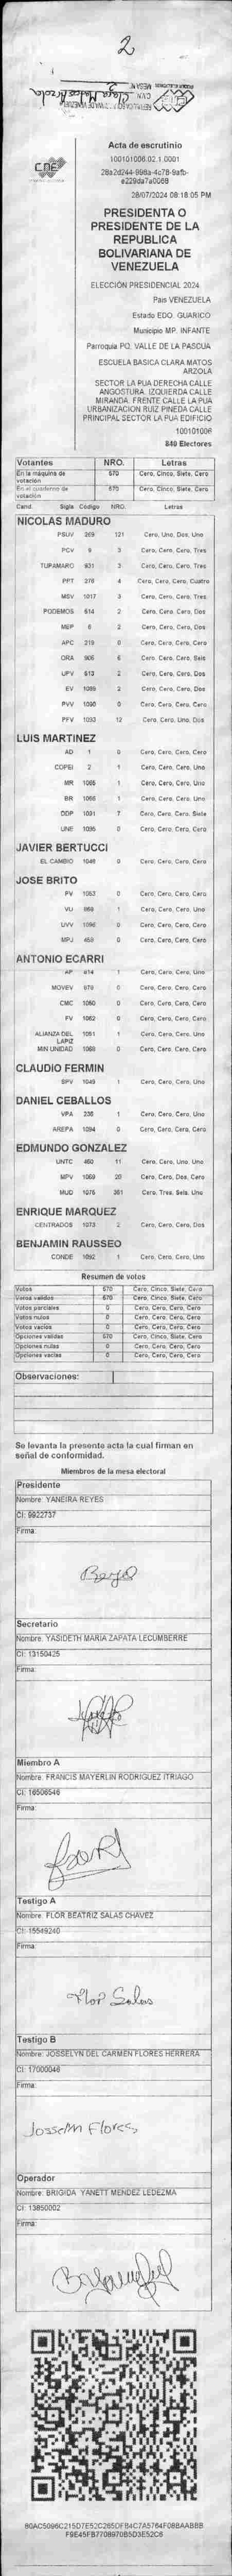 2
CNE
Acta de escrutinio
100101006.02.1.0001
28/07/2024 08:18:05 PM
PRESIDENTA O
PRESIDENTE DE LA
REPUBLICA
BOLIVARIANA DE
VENEZUELA
ELECCIÓN PRESIDENCIAL 2024
Pais VENEZUELA
Estado EDO. GUARICO
Municipio MP. INFANTE
Parroquia PQ. VALLE DE LA PASCUA
ESCUELA BASICA CLARA MATOS
ARZOLA
SECTOR LA PUA DERECHA CALLE
ANGOSTURA. IZQUIERDA CALLE
MIRANDA. FRENTE CALLE LA PUA
URBANIZACION RUIZ PINEDA CALLE
PRINCIPAL SECTOR LA PUA EDIFICIO
100101006
840 Electores
Votantes NRO. Letras
En la máquina de votación 570 Cero, Cinco, Siete, Cero
En el cuaderno de votación 570 Cero, Cinco, Siete, Cero
Cand. Sigla Código NRO. Letras
NICOLAS MADURO
PSUV 269 121 Cero, Uno, Dos, Uno
PCV 9 3 Cero, Cero, Cero, Tres
TUPAMARO 931 3 Cero, Cero, Cero, Tres
PPT 276 4 Cero, Cero, Cero, Cuatro
MSV 1017 3 Cero, Cero, Cero, Tres
PODEMOS 614 2 Cero, Cero, Cero, Dos
MEP 6 2 Cero, Cero, Cero, Dos
APC 219 0 Cero, Cero, Cero, Cero
ORA 906 6 Cero, Cero, Cero, Seis
UPV 513 2 Cero, Cero, Cero, Dos
EV 1089 2 Cero, Cero, Cero, Dos
PVV 1090 0 Cero, Cero, Cero, Cero
PFV 1093 12 Cero, Cero, Uno, Dos
LUIS MARTINEZ
AD 1 0 Cero, Cero, Cero, Cero
COPEI 2 1 Cero, Cero, Cero, Uno
MR 1065 1 Cero, Cero, Cero, Uno
BR 1066 1 Cero, Cero, Cero, Uno
DDP 1091 7 Cero, Cero, Cero, Siete
UNE 1095 0 Cero, Cero, Cero, Cero
JAVIER BERTUCCI
EL CAMBIO 1048 0 Cero, Cero, Cero, Cero
JOSE BRITO
PV 1053 0 Cero, Cero, Cero, Cero
VU 868 1 Cero, Cero, Cero, Uno
UVV 1096 0 Cero, Cero, Cero, Cero
MPJ 458 0 Cero, Cero, Cero, Cero
ANTONIO ECARRI
AP 814 1 Cero, Cero, Cero, Uno
MOVEV 879 0 Cero, Cero, Cero, Cero
CMC 1050 0 Cero, Cero, Cero, Cero
FV 1062 0 Cero, Cero, Cero, Cero
ALIANZA DEL LAPIZ 1051 1 Cero, Cero, Cero, Uno
MIN UNIDAD 1068 0 Cero, Cero, Cero, Cero
CLAUDIO FERMIN
SPV 1049 1 Cero, Cero, Cero, Uno
DANIEL CEBALLOS
VPA 236 1 Cero, Cero, Cero, Uno
AREPA 1094 0 Cero, Cero, Cero, Cero
EDMUNDO GONZALEZ
UNTC 460 11 Cero, Cero, Uno, Uno
MPV 1069 20 Cero, Cero, Dos, Cero
MUD 1075 361 Cero, Tres, Seis, Uno
ENRIQUE MARQUEZ
CENTRADOS 1073 2 Cero, Cero, Cero, Dos
BENJAMIN RAUSSEO
CONDE 1092 1 Cero, Cero, Cero, Uno
Resumen de votos
Votos 570 Cero, Cinco, Siete, Cero
Votos validos 570 Cero, Cinco, Siete, Cero
Votos parciales 0 Cero, Cero, Cero, Cero
Votos nulos 0 Cero, Cero, Cero, Cero
Votos vacios 0 Cero, Cero, Cero, Cero
Opciones validas 570 Cero, Cinco, Siete, Cero
Opciones nulas 0 Cero, Cero, Cero, Cero
Opciones vacias 0 Cero, Cero, Cero, Cero
Observaciones:
Se levanta la presente acta la cual firman en
señal de conformidad.
Miembros de la mesa electoral
Presidente
Nombre: YANEIRA REYES
CI: 9922737
Firma:
Secretario
Nombre: YASIDETH MARIA ZAPATA LECUMBERRE
CI: 13150425
Firma:
Miembro A
Nombre: FRANCIS MAYERLIN RODRIGUEZ ITRIAGO
CI: 16506546
Firma:
Testigo A
Nombre: FLOR BEATRIZ SALAS CHAVEZ
CI: 15549240
Firma:
Flor Salas
Testigo B
Nombre: JOSSELYN DEL CARMEN FLORES HERRERA
CI: 17000046
Firma:
Josselyn Flores
Operador
Nombre: BRIGIDA YANETT MENDEZ LEDEZMA
CI: 13850002
Firma: